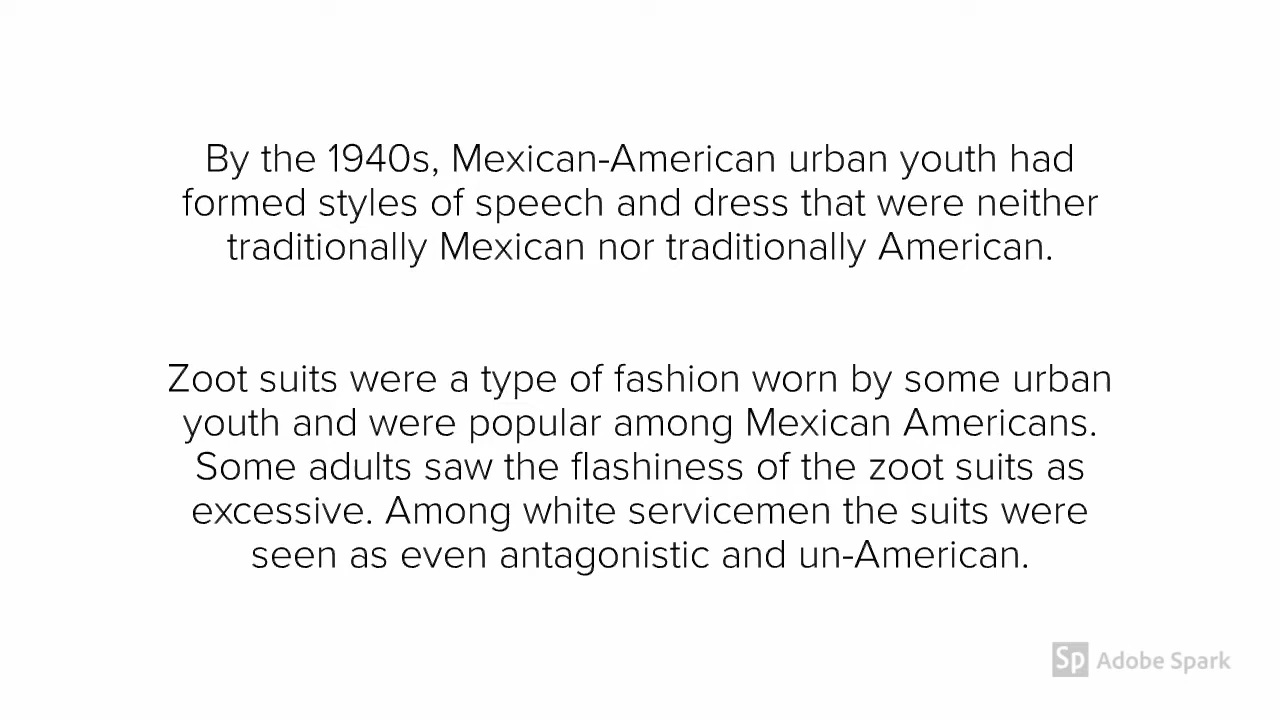 By the 1940s, Mexican-American urban youth had
formed styles of speech and dress that were neither
traditionally Mexican nor traditionally American.
Zoot suits were a type of fashion worn by some urban
youth and were popular among Mexican Americans.
Some adults saw the flashiness of the zoot suits as
excessive. Among white servicemen the suits were
seen as even antagonistic and un-American.
Sp Adobe Spark